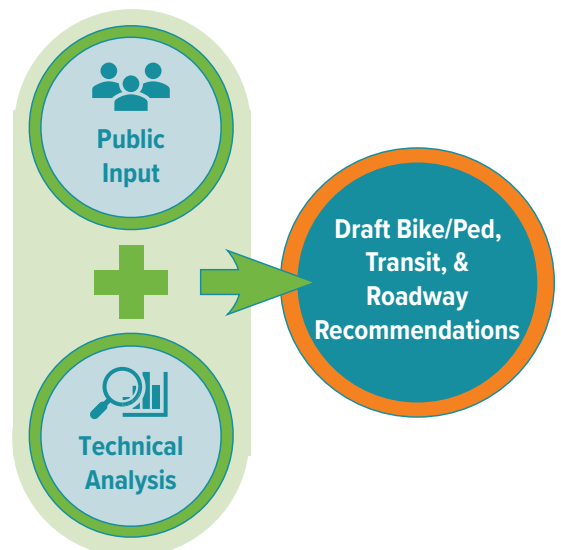 Public
Input
Draft Bike/Ped,
Transit, &
Roadway
Recommendations
Technical
Analysis